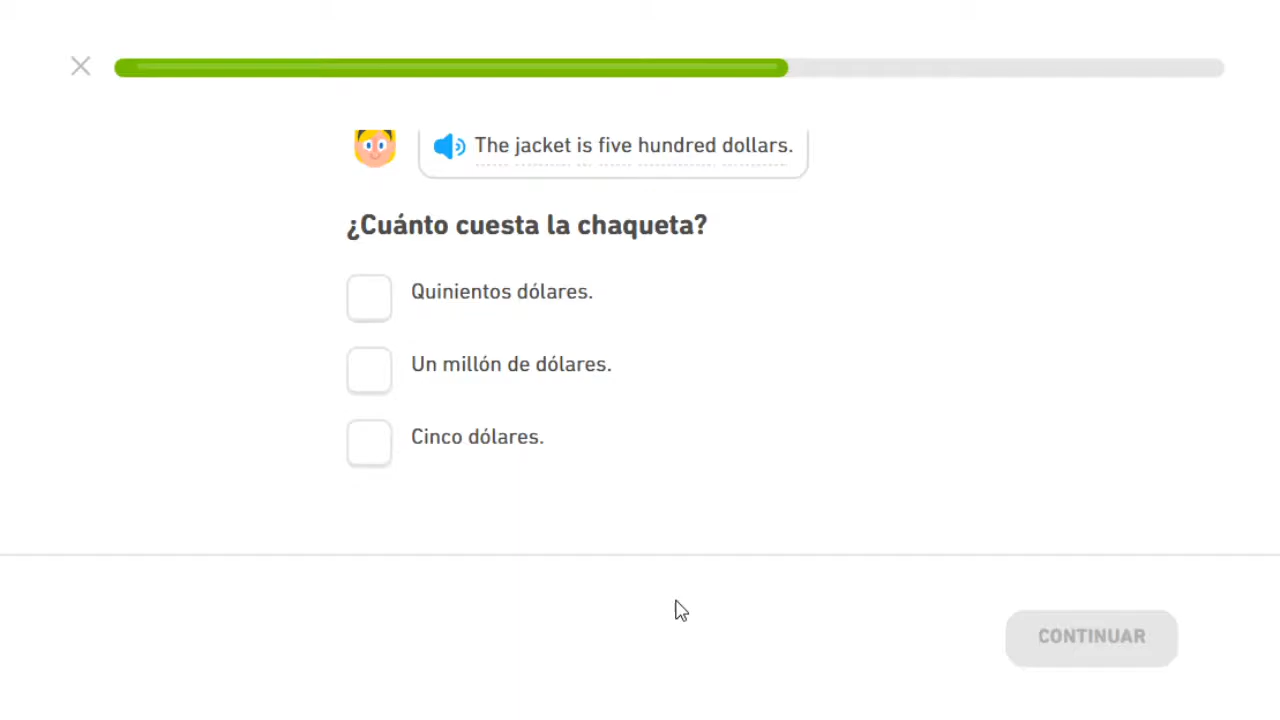 The jacket is five hundred dollars.
¿Cuánto cuesta la chaqueta?
Quinientos dólares.
Un millón de dólares.
Cinco dólares.
CONTINUAR